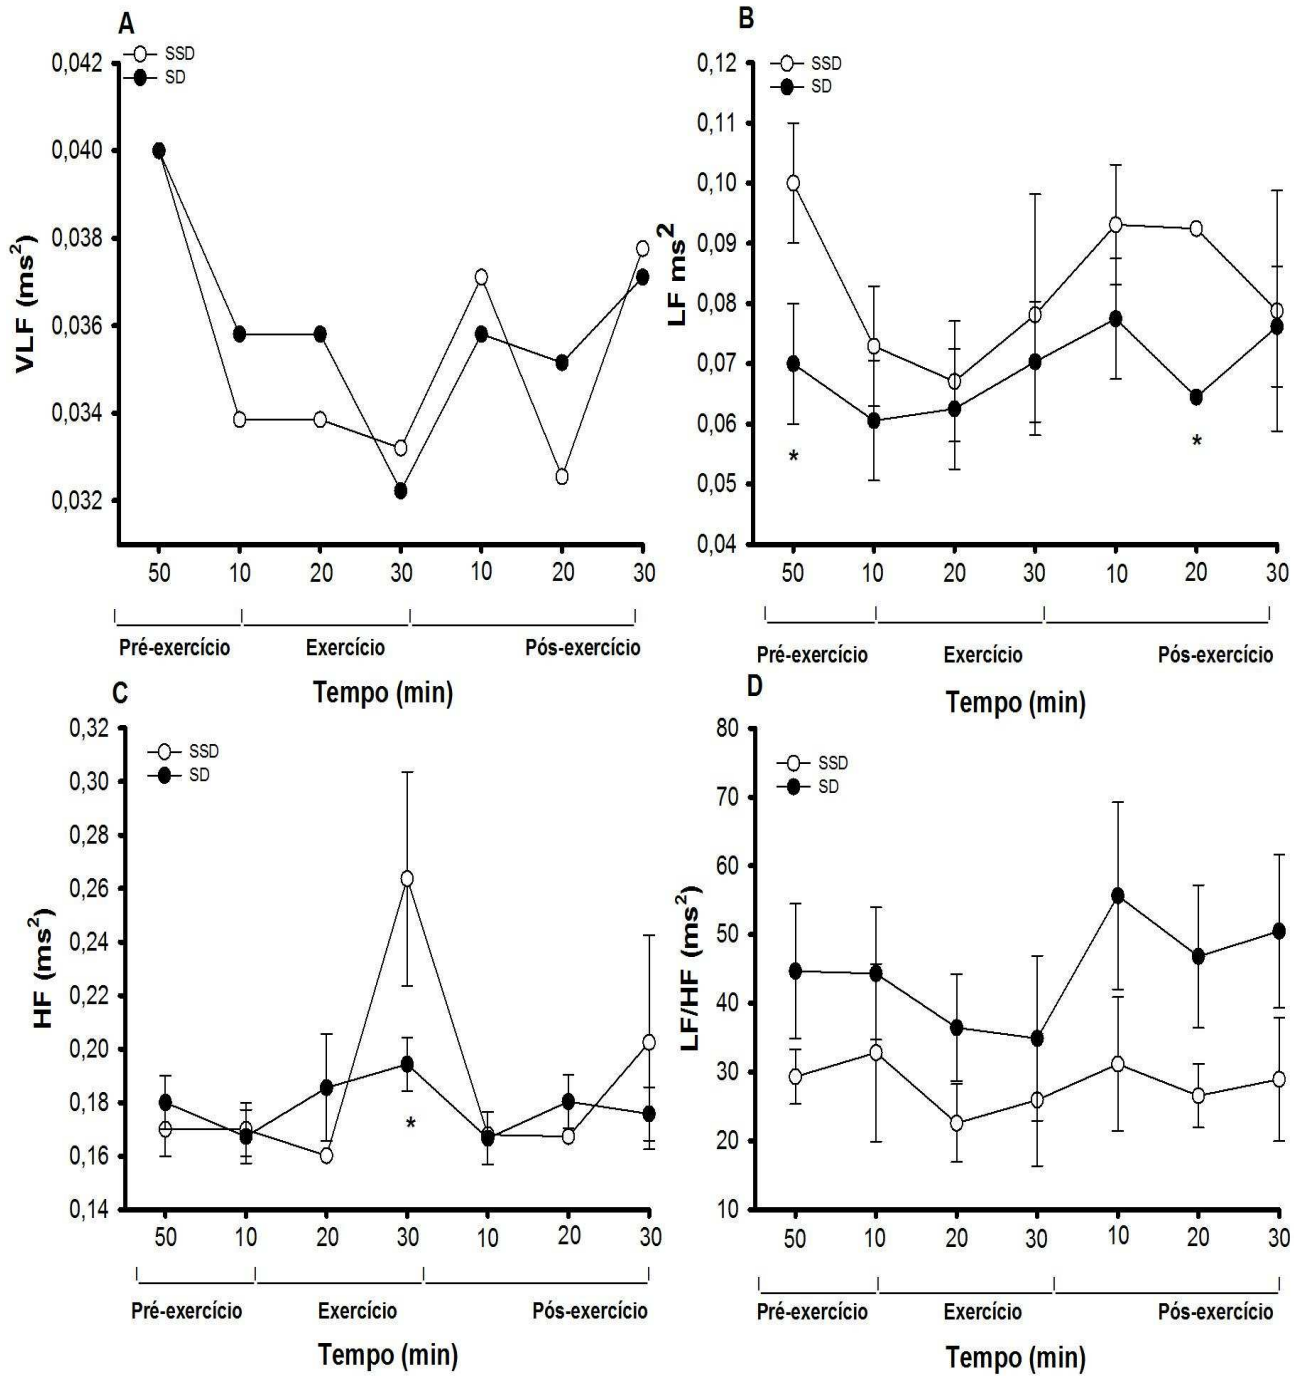 A
SSD
SD
0,042
0,040
0,038
0,036
0,034
0,032
VLF (ms²)
50 10 20 30 10 20 30
Pré-exercício Exercício Pós-exercício
Tempo (min)
B
SSD
SD
0,12
0,11
0,10
0,09
0,08
0,07
0,06
0,05
0,04
LF ms²
* *
50 10 20 30 10 20 30
Pré-exercício Exercício Pós-exercício
Tempo (min)
C
SSD
SD
0,32
0,30
0,28
0,26
0,24
0,22
0,20
0,18
0,16
0,14
HF (ms²)
*
50 10 20 30 10 20 30
Pré-exercício Exercício Pós-exercício
Tempo (min)
D
SSD
SD
80
70
60
50
40
30
20
10
LF/HF (ms²)
50 10 20 30 10 20 30
Pré-exercício Exercício Pós-exercício
Tempo (min)